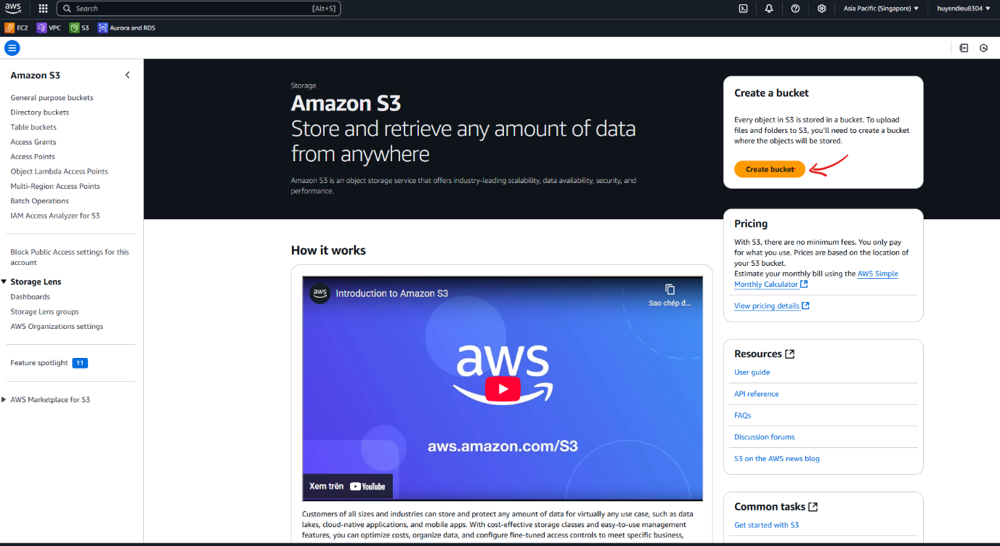 aws
Search
[Alt+S]
Asia Pacific (Singapore)
huyendieu8304
EC2
VPC
S3
Aurora and RDS
Amazon S3
General purpose buckets
Directory buckets
Table buckets
Access Grants
Access Points
Object Lambda Access Points
Multi-Region Access Points
Batch Operations
IAM Access Analyzer for S3
Block Public Access settings for this
account
Storage Lens
Dashboards
Storage Lens groups
AWS Organizations settings
Feature spotlight 11
AWS Marketplace for S3
Storage
Amazon S3
Store and retrieve any amount of data
from anywhere
Amazon S3 is an object storage service that offers industry-leading scalability, data availability, security, and
performance.
Create a bucket
Every object in S3 is stored in a bucket. To upload
files and folders to S3, you'll need to create a bucket
where the objects will be stored.
Create bucket
How it works
aws
Introduction to Amazon S3
Sao chép đ...
aws
aws.amazon.com/S3
Xem trên YouTube
Customers of all sizes and industries can store and protect any amount of data for virtually any use case, such as data
lakes, cloud-native applications, and mobile apps. With cost-effective storage classes and easy-to-use management
features, you can optimize costs, organize data, and configure fine-tuned access controls to meet specific business,
Pricing
With S3, there are no minimum fees. You only pay
for what you use. Prices are based on the location of
your S3 bucket.
Estimate your monthly bill using the AWS Simple
Monthly Calculator
View pricing details
Resources
User guide
API reference
FAQs
Discussion forums
S3 on the AWS news blog
Common tasks
Get started with S3